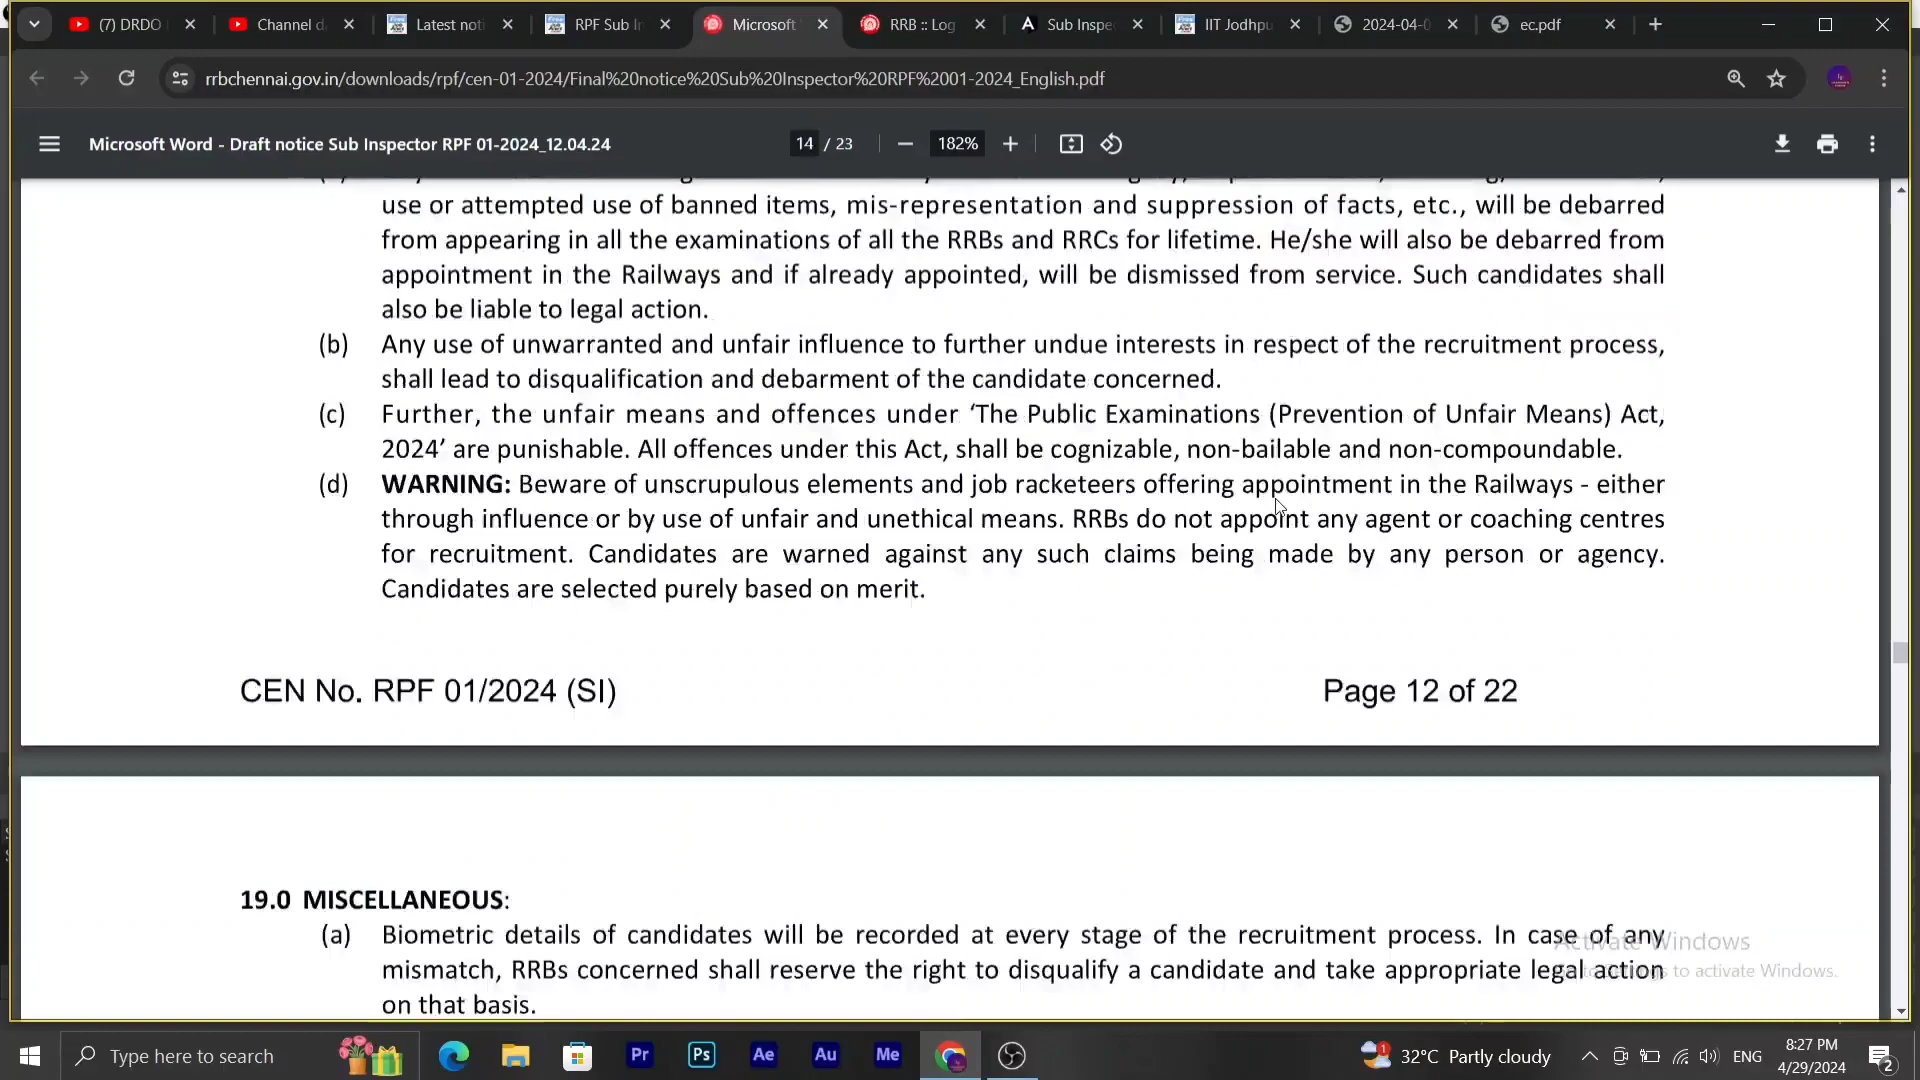 (7) DRDO
Channel d
Latest noti
RPF Sub I
Microsoft
RRB :: Log
Sub Inspe
IIT Jodhpu
2024-04-0
ec.pdf
rrbchennai.gov.in/downloads/rpf/cen-01-2024/Final%20notice%20Sub%20Inspector%20RPF%2001-2024_English.pdf
Microsoft Word - Draft notice Sub Inspector RPF 01-2024_12.04.24
14 / 23
182%
use or attempted use of banned items, mis-representation and suppression of facts, etc., will be debarred
from appearing in all the examinations of all the RRBs and RRCs for lifetime. He/she will also be debarred from
appointment in the Railways and if already appointed, will be dismissed from service. Such candidates shall
also be liable to legal action.
(b) Any use of unwarranted and unfair influence to further undue interests in respect of the recruitment process,
shall lead to disqualification and debarment of the candidate concerned.
(c) Further, the unfair means and offences under ‘The Public Examinations (Prevention of Unfair Means) Act,
2024’ are punishable. All offences under this Act, shall be cognizable, non-bailable and non-compoundable.
(d) WARNING: Beware of unscrupulous elements and job racketeers offering appointment in the Railways - either
through influence or by use of unfair and unethical means. RRBs do not appoint any agent or coaching centres
for recruitment. Candidates are warned against any such claims being made by any person or agency.
Candidates are selected purely based on merit.
CEN No. RPF 01/2024 (SI)
Page 12 of 22
19.0 MISCELLANEOUS:
(a) Biometric details of candidates will be recorded at every stage of the recruitment process. In case of any
mismatch, RRBs concerned shall reserve the right to disqualify a candidate and take appropriate legal action
on that basis.
Activate Windows
Go to Settings to activate Windows.
Type here to search
Pr
Ps
Ae
Au
Me
1
32°C Partly cloudy
ENG
8:27 PM
4/29/2024
2